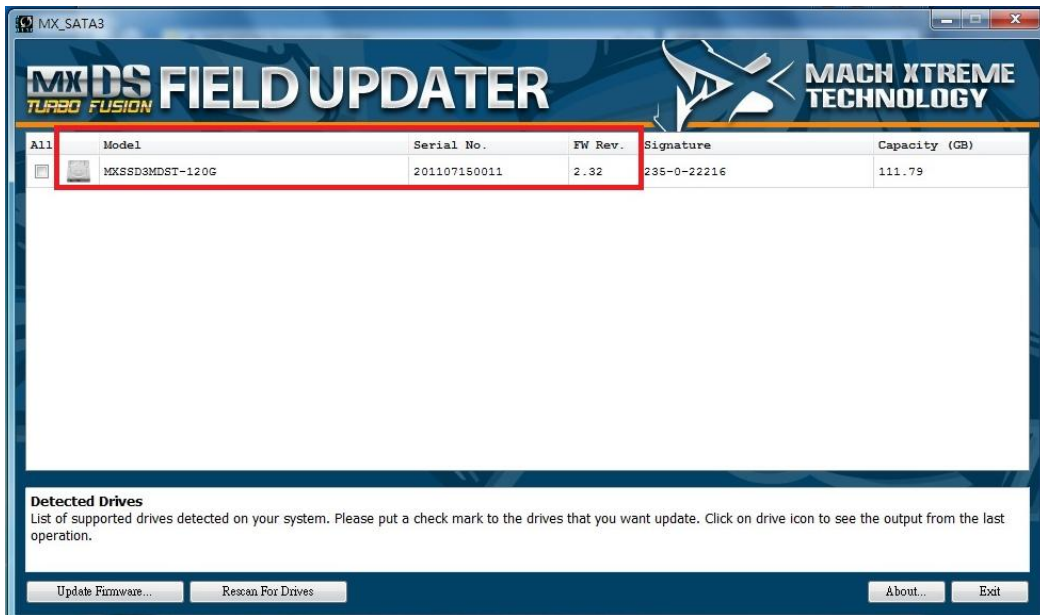 MX_SATA3
MX DS TURBO FUSION FIELD UPDATER
MACH XTREME TECHNOLOGY
All Model Serial No. FW Rev. Signature Capacity (GB)
MXSSD3MDST-120G 201107150011 2.32 235-0-22216 111.79
Detected Drives
List of supported drives detected on your system. Please put a check mark to the drives that you want update. Click on drive icon to see the output from the last
operation.
Update Firmware... Rescan For Drives About... Exit